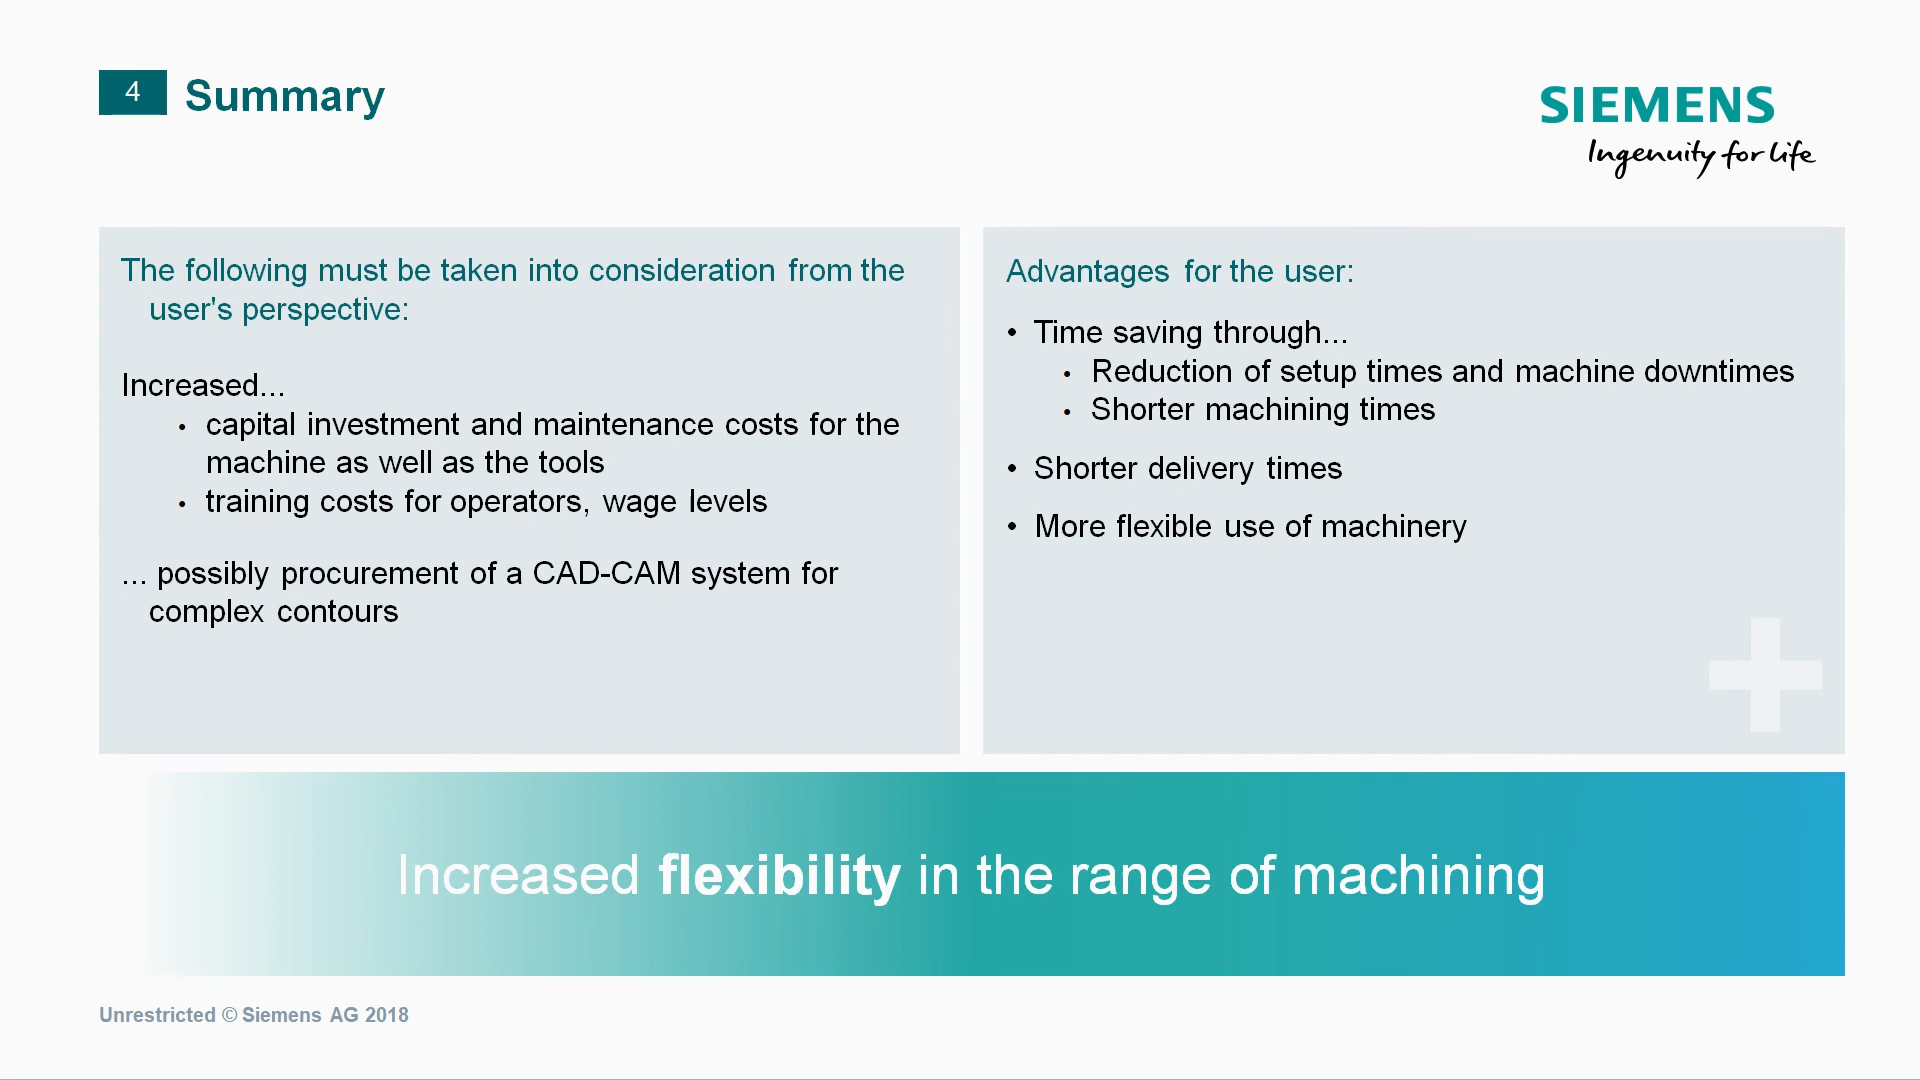 4 Summary
SIEMENS
Ingenuity for life
The following must be taken into consideration from the
user's perspective:
Increased...
• capital investment and maintenance costs for the
machine as well as the tools
• training costs for operators, wage levels
... possibly procurement of a CAD-CAM system for
complex contours
Advantages for the user:
• Time saving through...
• Reduction of setup times and machine downtimes
• Shorter machining times
• Shorter delivery times
• More flexible use of machinery
Increased flexibility in the range of machining
Unrestricted © Siemens AG 2018